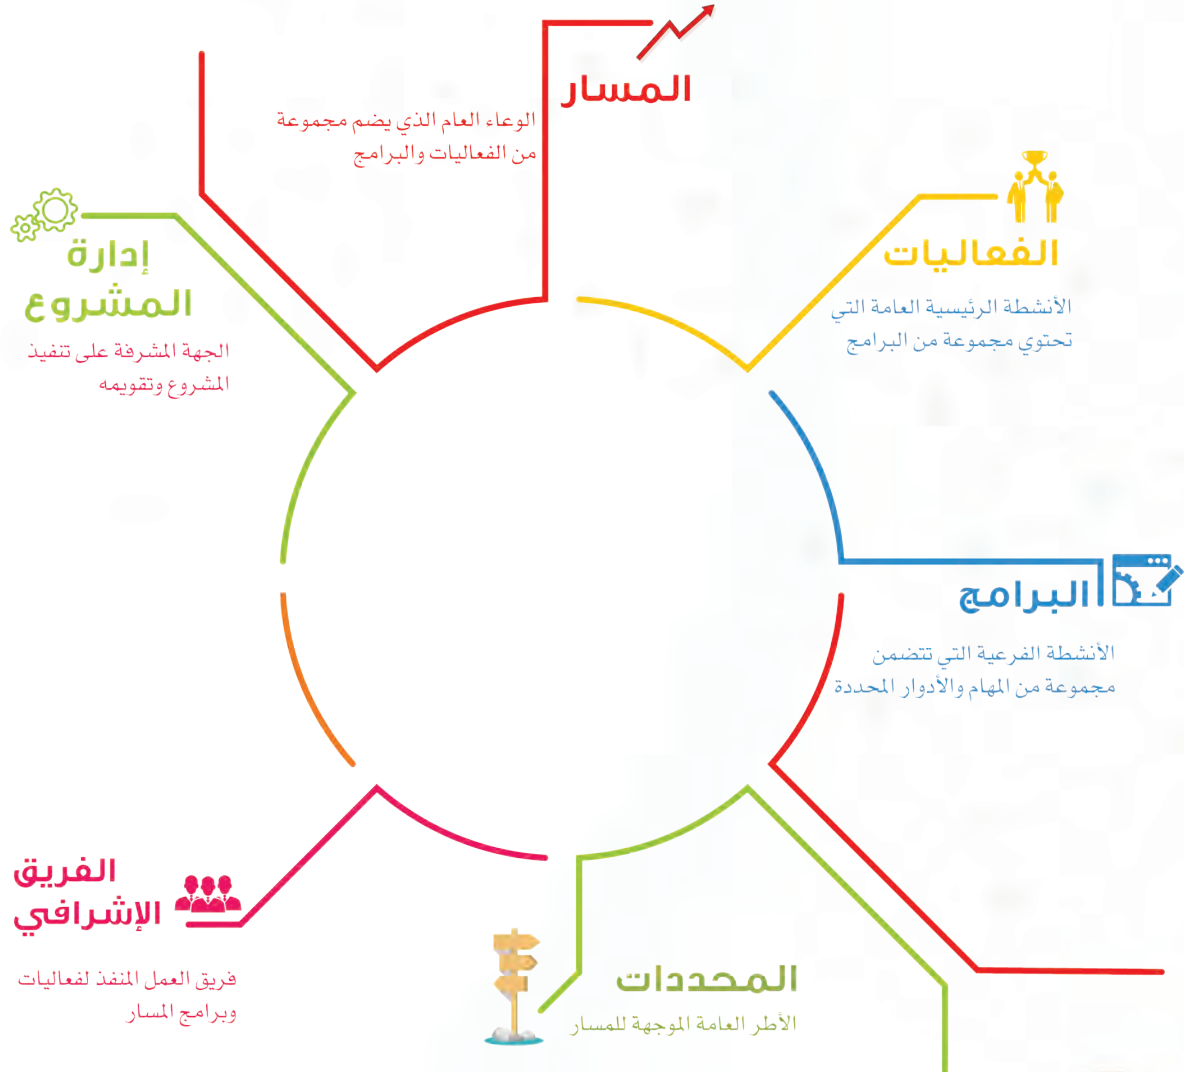 المسار
الوعاء العام الذي يضم مجموعة
من الفعاليات والبرامج
الفعاليات
الأنشطة الرئيسية العامة التي
تحتوي مجموعة من البرامج
البرامج
الأنشطة الفرعية التي تتضمن
مجموعة من المهام والأدوار المحددة
المحددات
الأطر العامة الموجهة للمسار
الفريق
الإشرافي
فريق العمل المنفذ لفعاليات
وبرامج المسار
إدارة
المشروع
الجهة المشرفة على تنفيذ
المشروع وتقويمه